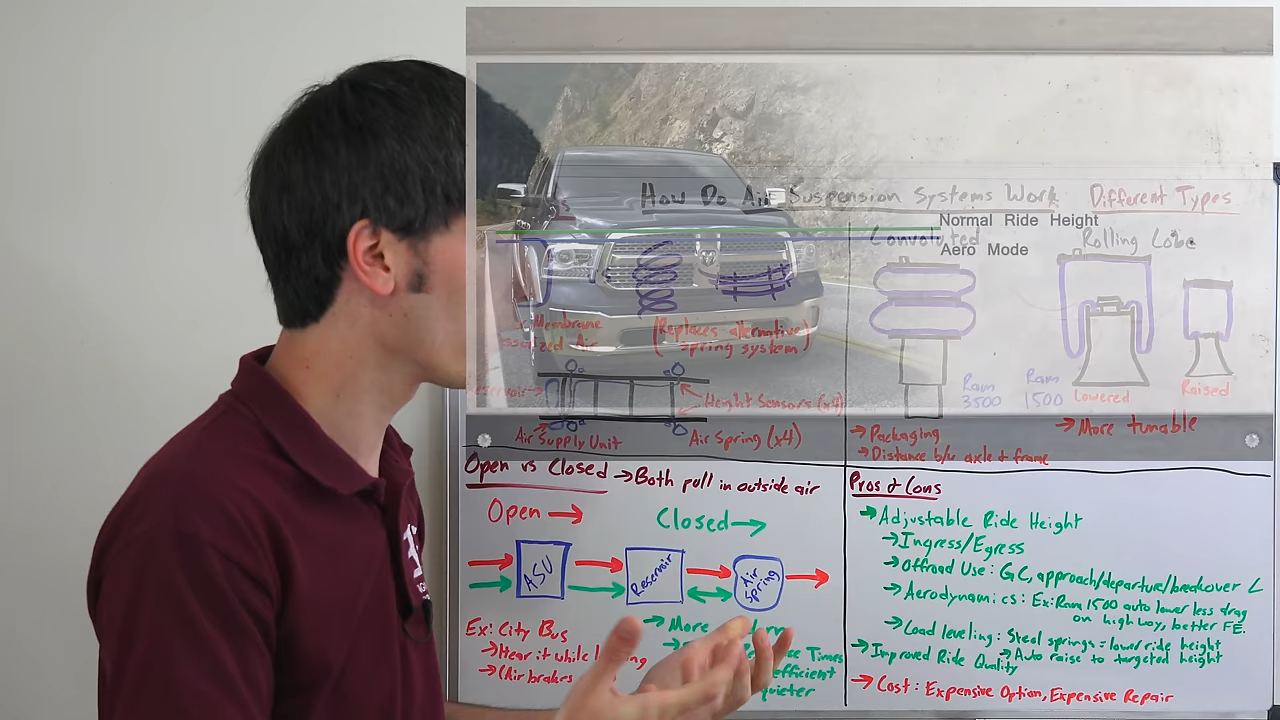 How Do Air Suspension Systems Work
Different Types
Normal Ride Height
Aero Mode
Convoluted
Rolling Lobe
Membrane
Air
(Replaces alternative
spring system)
Reservoir
Height Sensors (x4)
Air Supply Unit
Air Spring (x4)
Ram
3500
Ram
1500
Lowered
Raised
→ Packaging
→ Distance b/w axle & frame
→ More tunable
Open vs Closed → Both pull in outside air
Open →
Closed →
ASU
Reservoir
Air
Spring
Ex: City Bus
→ Hear it while
→ (Air brakes
→ More
Times
efficient
quieter
Pros & Cons
→ Adjustable Ride Height
→ Ingress/Egress
→ Offroad Use: GC, approach/departure/breakover ∠
→ Aerodynamics: Ex: Ram 1500 auto lower less drag
on highway, better FE.
→ Load leveling: Steel springs = lower ride height
→ Auto raise to targeted height
→ Improved Ride Quality
→ Cost: Expensive Option, Expensive Repair